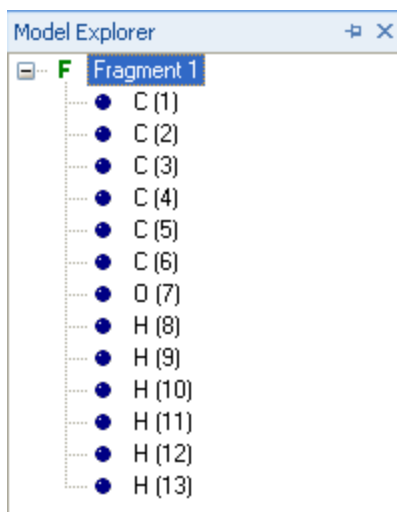 Model Explorer
F Fragment 1
C (1)
C (2)
C (3)
C (4)
C (5)
C (6)
O (7)
H (8)
H (9)
H (10)
H (11)
H (12)
H (13)